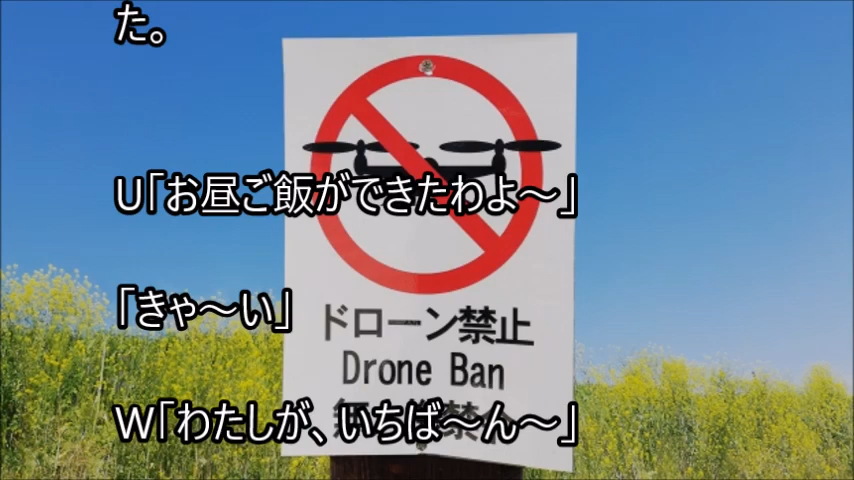 た。
U「お昼ご飯ができたわよ～」
「きゃ～い」
ドローン禁止
Drone Ban
W「わたしが、いちば～ん～」